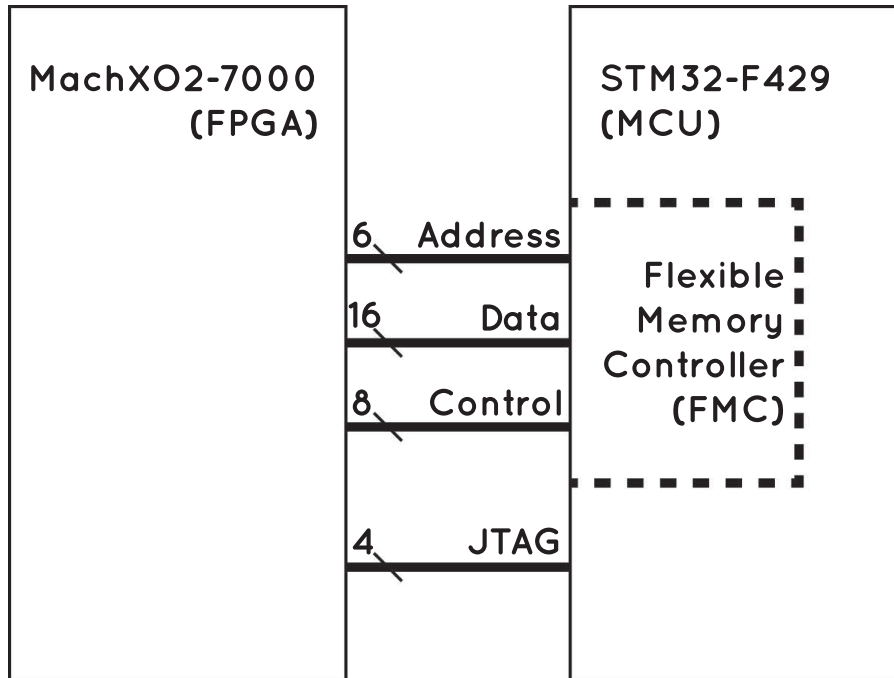 MachXO2-7000
(FPGA)
STM32-F429
(MCU)
6 Address
16 Data
8 Control
4 JTAG
Flexible
Memory
Controller
(FMC)